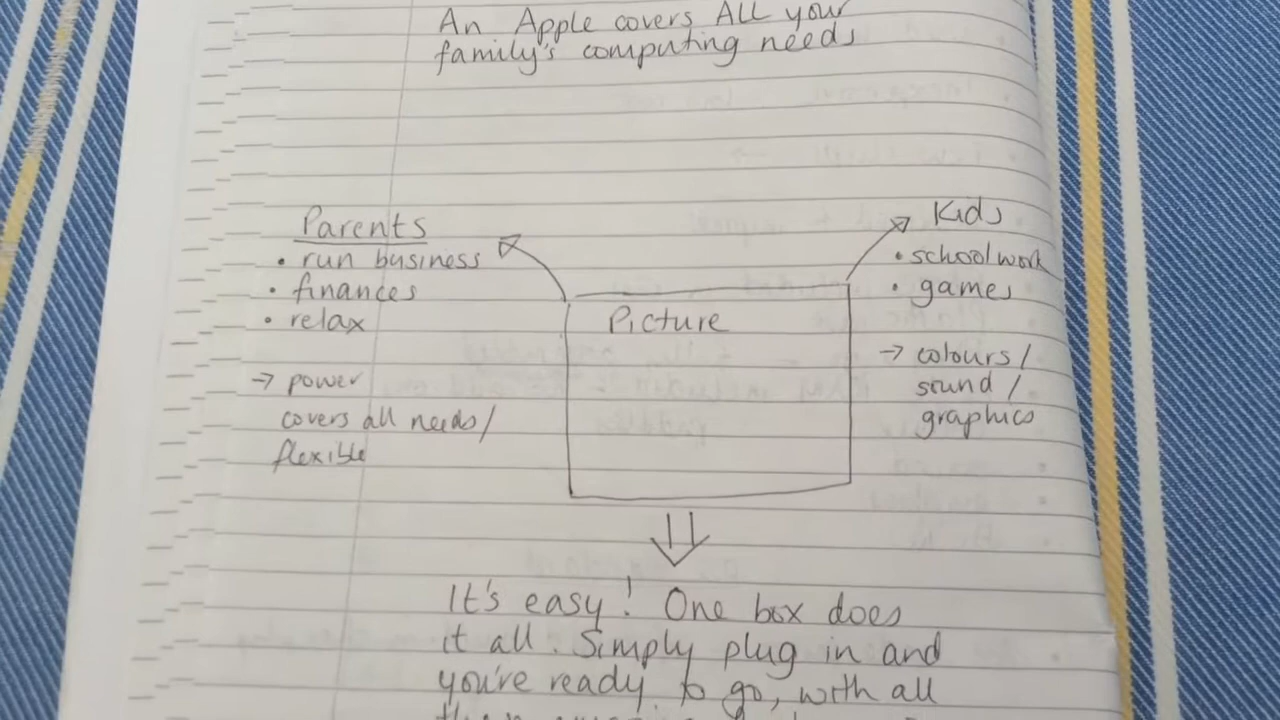 An Apple covers ALL your
family's computing needs
Parents
• run business
• finances
• relax
→ power
covers all needs/
flexible
Picture
Kids
• schoolwork
• games
→ colours/
sound/
graphics
It's easy! One box does
it all. Simply plug in and
you're ready to go, with all